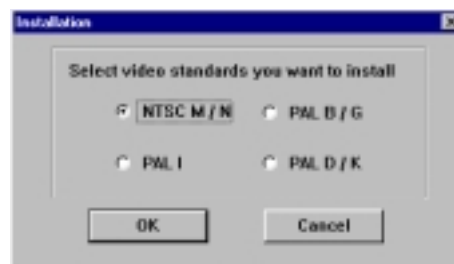 Installation
Select video standards you want to install
NTSC M / N
PAL B / G
PAL I
PAL D / K
OK
Cancel